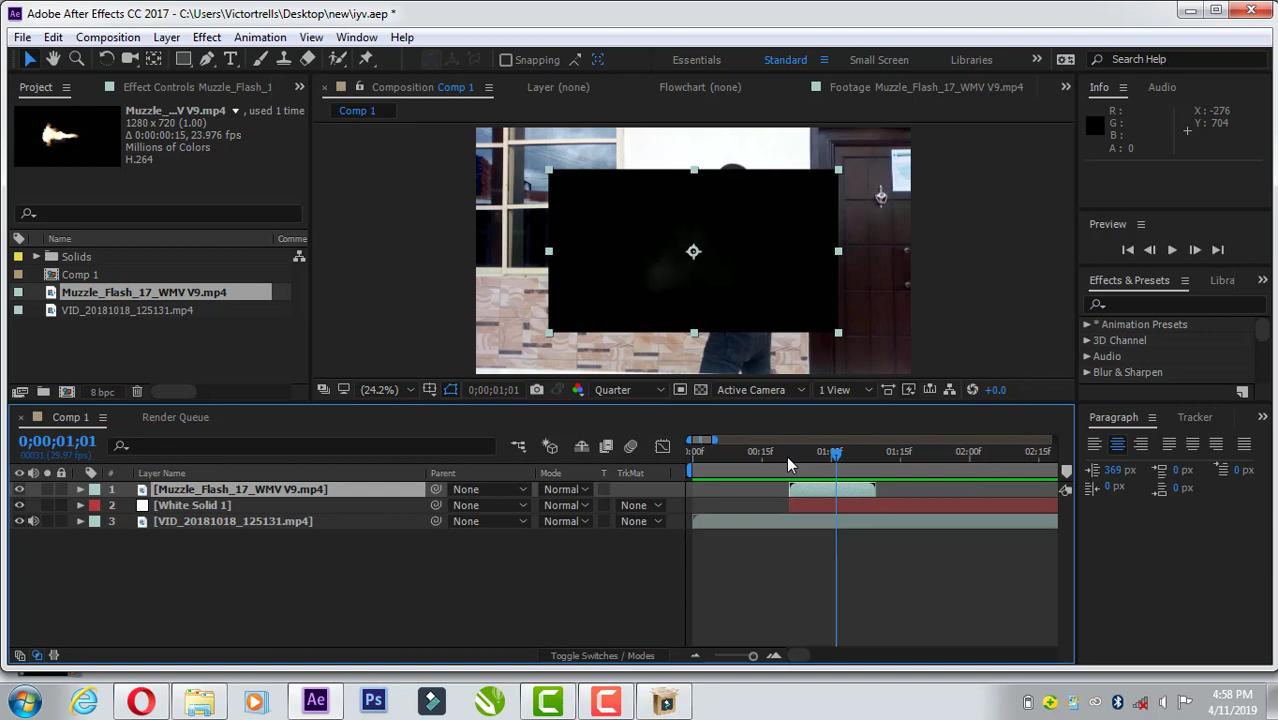 Adobe After Effects CC 2017 - C:\Users\Victortrells\Desktop\new\iyv.aep *
File Edit Composition Layer Effect Animation View Window Help
Snapping Essentials Standard Small Screen Libraries Search Help
Project Effect Controls Muzzle_Flash_1 Composition Comp 1 Layer (none) Flowchart (none) Footage Muzzle_Flash_17_WMV V9.mp4 Info Audio
Muzzle_...V V9.mp4 , used 1 time
1280 x 720 (1.00)
Δ 0:00:00:15, 23.976 fps
Millions of Colors
H.264
Comp 1
R :
G :
B :
A : 0
X : -276
Y : 704
Name Comme
Solids
Comp 1
Muzzle_Flash_17_WMV V9.mp4
VID_20181018_125131.mp4
Preview
Effects & Presets Libra
* Animation Presets
3D Channel
Audio
Blur & Sharpen
8 bpc
(24.2%) 0;00;01;01 Quarter Active Camera 1 View +0.0
Comp 1 Render Queue
Paragraph Tracker
0;00;01;01
00031 (29.97 fps)
:00F 00:15F 01:00F 01:15F 02:00F 02:15F
# Layer Name Parent Mode T TrkMat
369 px 0 px 0 px
0 px 0 px
1 [Muzzle_Flash_17_WMV V9.mp4] None Normal
2 [White Solid 1] None Normal None
3 [VID_20181018_125131.mp4] None Normal None
Toggle Switches / Modes
Ae Ps
4:58 PM
4/11/2019